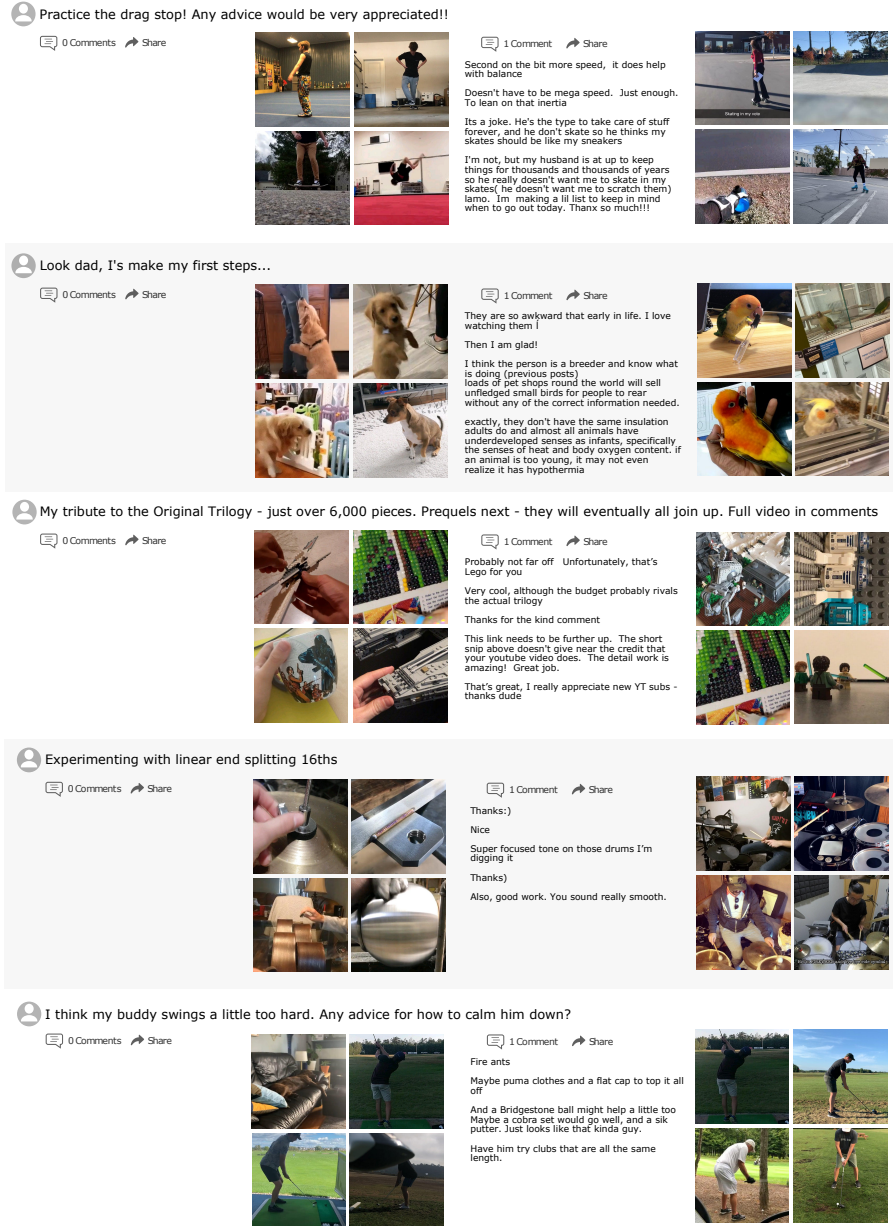 Practice the drag stop! Any advice would be very appreciated!!
0 Comments Share
1 Comment Share
Second on the bit more speed, it does help
with balance
Doesn't have to be mega speed. Just enough.
To lean on that inertia
Its a joke. He's the type to take care of stuff
forever, and he don't skate so he thinks my
skates should be like my sneakers
I'm not, but my husband is at up to keep
things for thousands and thousands of years
so he really doesn't want me to skate in my
skates( he doesn't want me to scratch them)
lamo. Im making a lil list to keep in mind
when to go out today. Thanx so much!!!
Look dad, I's make my first steps...
0 Comments Share
1 Comment Share
They are so awkward that early in life. I love
watching them
Then I am glad!
I think the person is a breeder and know what
is doing (previous posts)
loads of pet shops round the world will sell
unfledged small birds for people to rear
without any of the correct information needed.
exactly, they don't have the same insulation
adults do and almost all animals have
underdeveloped senses as infants, specifically
the senses of heat and body oxygen content. if
an animal is too young, it may not even
realize it has hypothermia
My tribute to the Original Trilogy - just over 6,000 pieces. Prequels next - they will eventually all join up. Full video in comments
0 Comments Share
1 Comment Share
Probably not far off Unfortunately, that's
Lego for you
Very cool, although the budget probably rivals
the actual trilogy
Thanks for the kind comment
This link needs to be further up. The short
snip above doesn't give near the credit that
your youtube video does. The detail work is
amazing! Great job.
That's great, I really appreciate new YT subs -
thanks dude
Experimenting with linear end splitting 16ths
0 Comments Share
1 Comment Share
Thanks:)
Nice
Super focused tone on those drums I'm
digging it
Thanks)
Also, good work. You sound really smooth.
I think my buddy swings a little too hard. Any advice for how to calm him down?
0 Comments Share
1 Comment Share
Fire ants
Maybe puma clothes and a flat cap to top it all
off
And a Bridgestone ball might help a little too
Maybe a cobra set would go well, and a sik
putter. Just looks like that kinda guy.
Have him try clubs that are all the same
length.